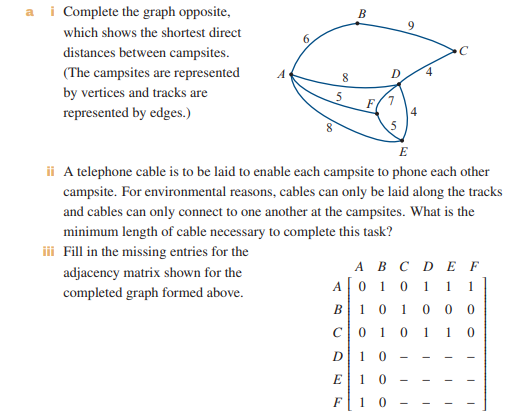 a i Complete the graph opposite,
which shows the shortest direct
distances between campsites.
(The campsites are represented
by vertices and tracks are
represented by edges.)
B
9
6
C
A
8
D
4
5
F
7
4
8
5
E
ii A telephone cable is to be laid to enable each campsite to phone each other
campsite. For environmental reasons, cables can only be laid along the tracks
and cables can only connect to one another at the campsites. What is the
minimum length of cable necessary to complete this task?
iii Fill in the missing entries for the
adjacency matrix shown for the
completed graph formed above.
A B C D E F
A 0 1 0 1 1 1
B 1 0 1 0 0 0
C 0 1 0 1 1 0
D 1 0 – – – –
E 1 0 – – – –
F 1 0 – – – –